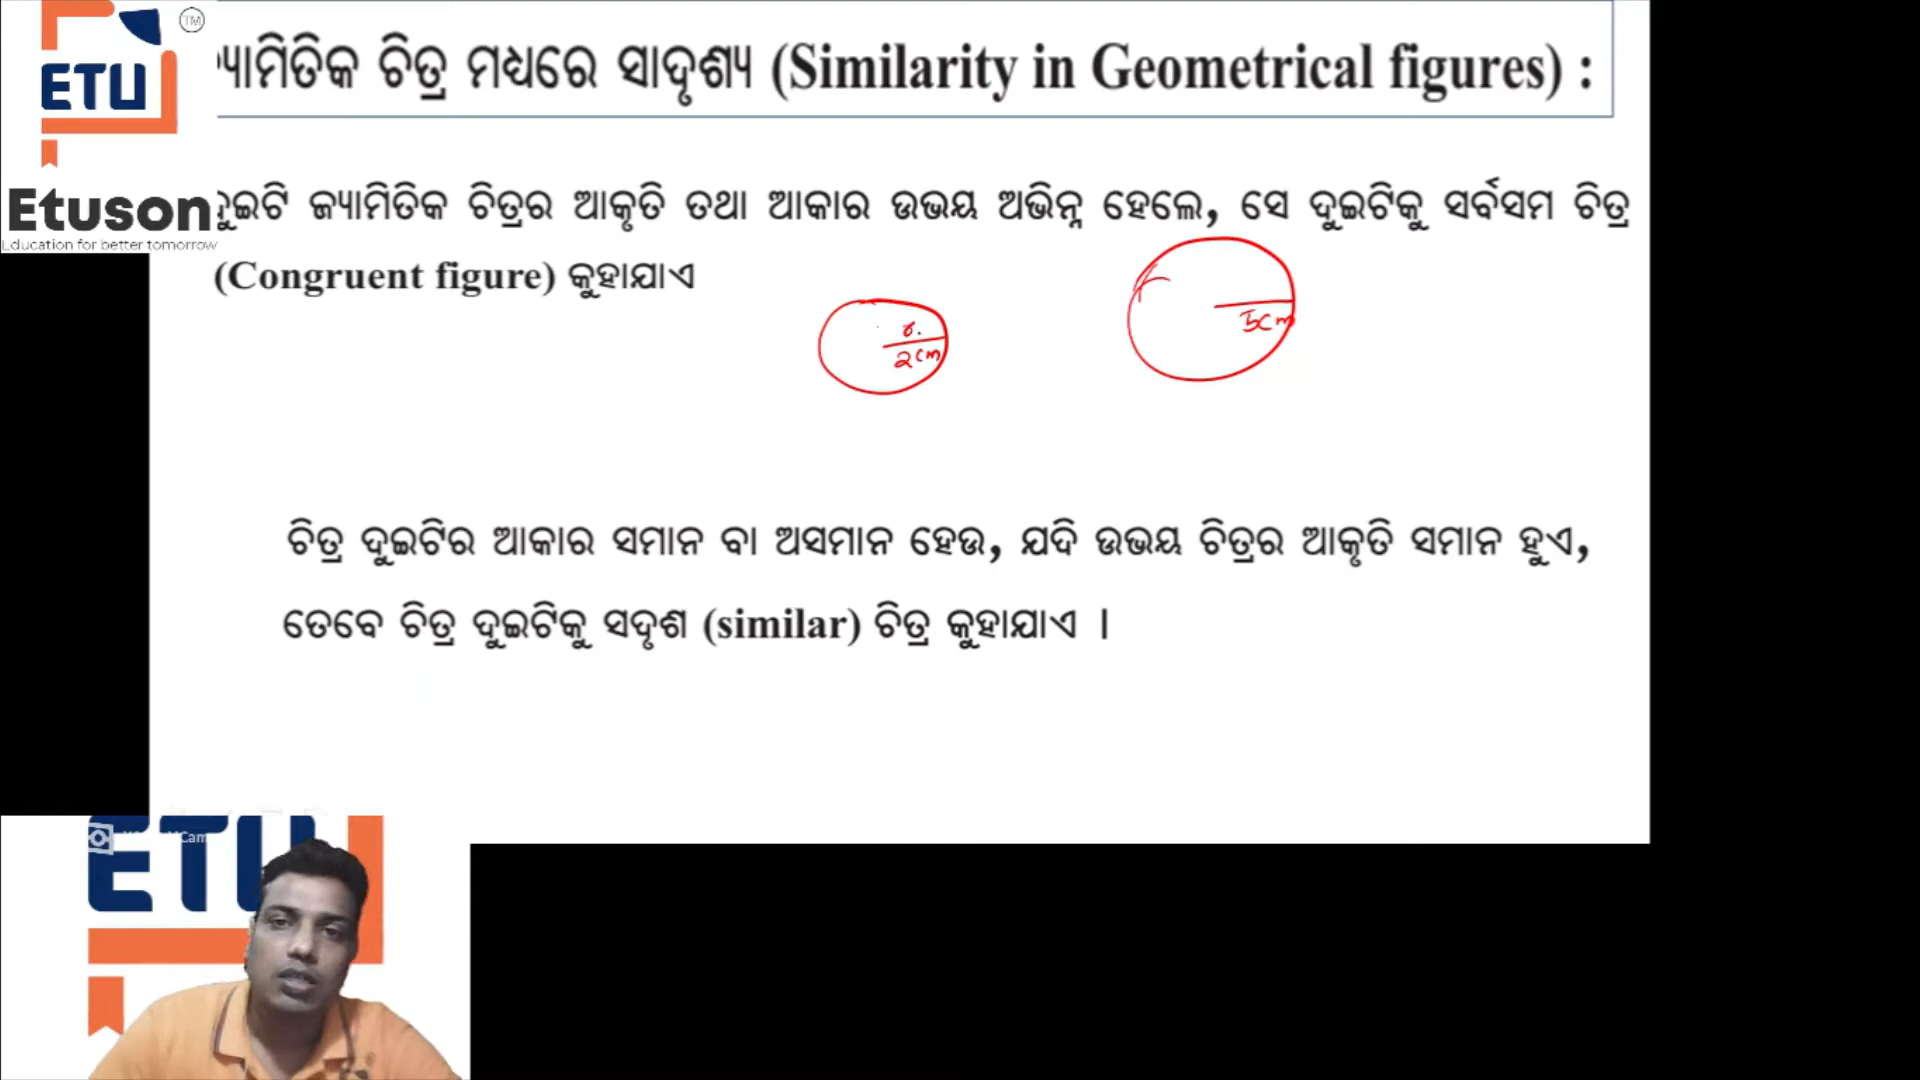 ETU
TM
Etuson
Education for better tomorrow
ଜ୍ୟାମିତିକ ଚିତ୍ର ମଧ୍ୟରେ ସାଦୃଶ୍ୟ (Similarity in Geometrical figures) :
ଦୁଇଟି ଜ୍ୟାମିତିକ ଚିତ୍ରର ଆକୃତି ତଥା ଆକାର ଉଭୟ ଅଭିନ୍ନ ହେଲେ, ସେ ଦୁଇଟିକୁ ସର୍ବସମ ଚିତ୍ର
(Congruent figure) କୁହାଯାଏ
2cm
5cm
ଚିତ୍ର ଦୁଇଟିର ଆକାର ସମାନ ବା ଅସମାନ ହେଉ, ଯଦି ଉଭୟ ଚିତ୍ରର ଆକୃତି ସମାନ ହୁଏ,
ତେବେ ଚିତ୍ର ଦୁଇଟିକୁ ସଦୃଶ (similar) ଚିତ୍ର କୁହାଯାଏ ।
ETU